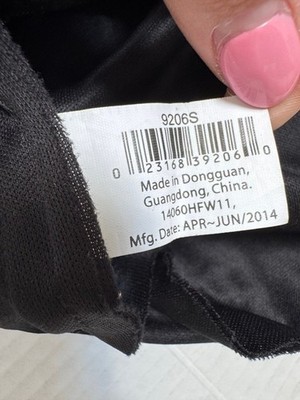 9206S
0 23168 39206 0
Made in Dongguan,
Guangdong, China.
14060HFW11,
Mfg. Date: APR~JUN/2014